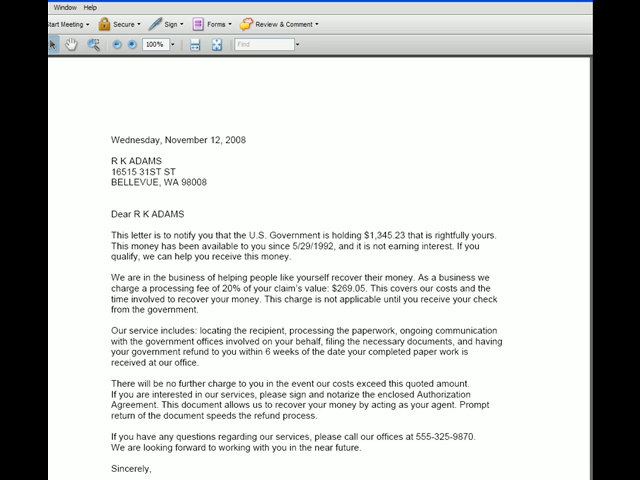 Window Help
Start Meeting Secure Sign Forms Review & Comment
100% Find
Wednesday, November 12, 2008
R K ADAMS
16515 31ST ST
BELLEVUE, WA 98008
Dear R K ADAMS
This letter is to notify you that the U.S. Government is holding $1,345.23 that is rightfully yours.
This money has been available to you since 5/29/1992, and it is not earning interest. If you
qualify, we can help you receive this money.
We are in the business of helping people like yourself recover their money. As a business we
charge a processing fee of 20% of your claim's value: $269.05. This covers our costs and the
time involved to recover your money. This charge is not applicable until you receive your check
from the government.
Our service includes: locating the recipient, processing the paperwork, ongoing communication
with the government offices involved on your behalf, filing the necessary documents, and having
your government refund to you within 6 weeks of the date your completed paper work is
received at our office.
There will be no further charge to you in the event our costs exceed this quoted amount.
If you are interested in our services, please sign and notarize the enclosed Authorization
Agreement. This document allows us to recover your money by acting as your agent. Prompt
return of the document speeds the refund process.
If you have any questions regarding our services, please call our offices at 555-325-9870.
We are looking forward to working with you in the near future.
Sincerely,